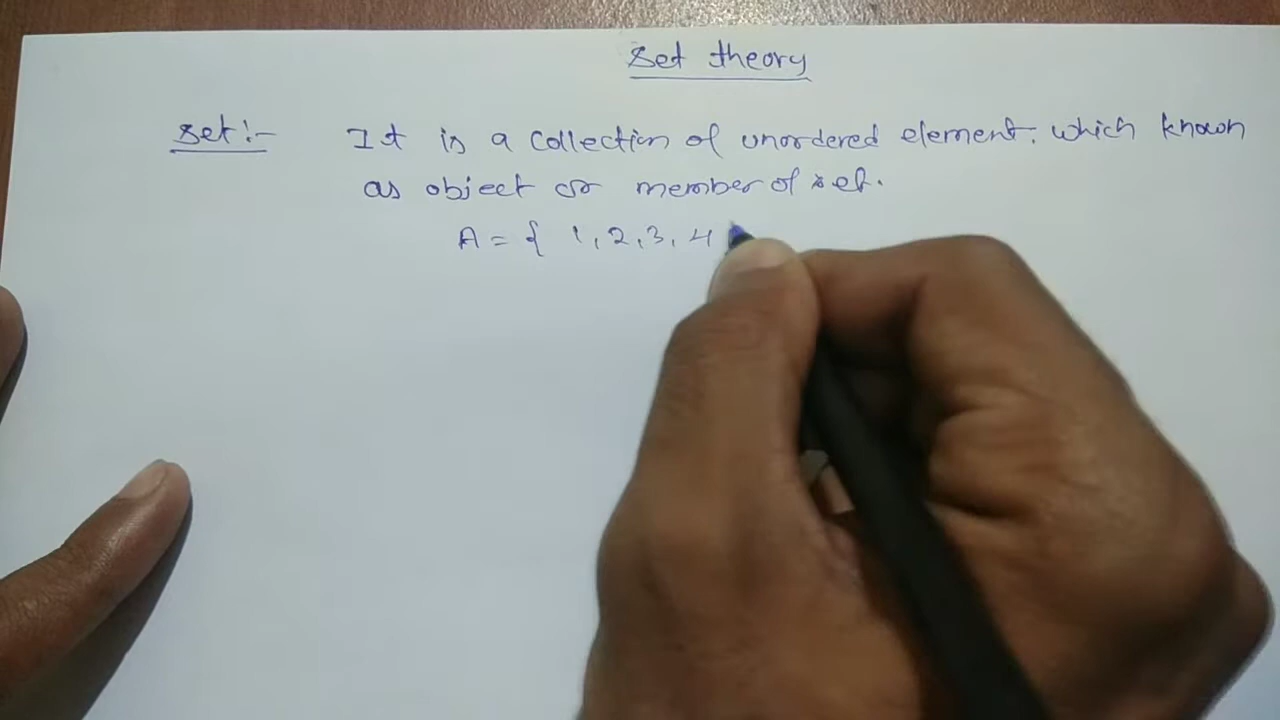 Set theory
Set:- It is a collection of unordered element. which known
as object or member of set.
A = { 1, 2, 3, 4